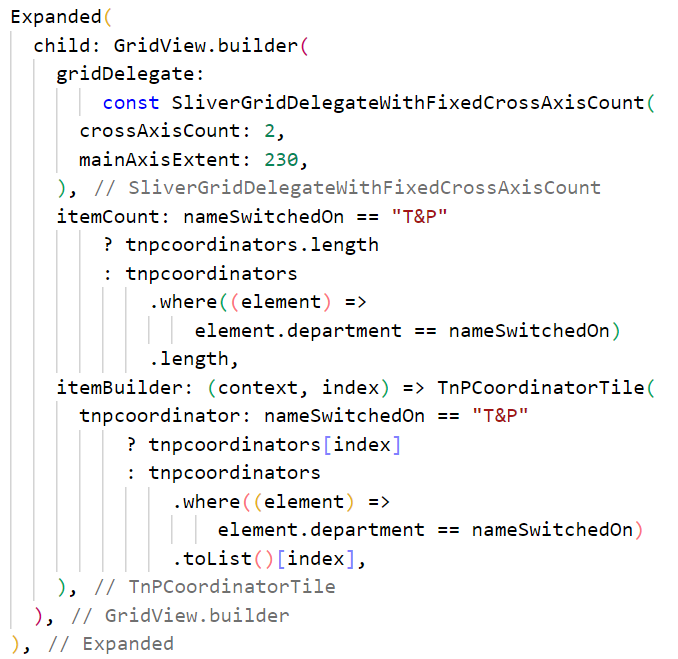 Expanded(
child: GridView.builder(
gridDelegate:
const SliverGridDelegateWithFixedCrossAxisCount(
crossAxisCount: 2,
mainAxisExtent: 230,
), // SliverGridDelegateWithFixedCrossAxisCount
itemCount: nameSwitchedOn == "T&P"
? tnpcoordinators.length
: tnpcoordinators
.where((element) =>
element.department == nameSwitchedOn)
.length,
itemBuilder: (context, index) => TnPCoordinatorTile(
tnpcoordinator: nameSwitchedOn == "T&P"
? tnpcoordinators[index]
: tnpcoordinators
.where((element) =>
element.department == nameSwitchedOn)
.toList()[index],
), // TnPCoordinatorTile
), // GridView.builder
), // Expanded